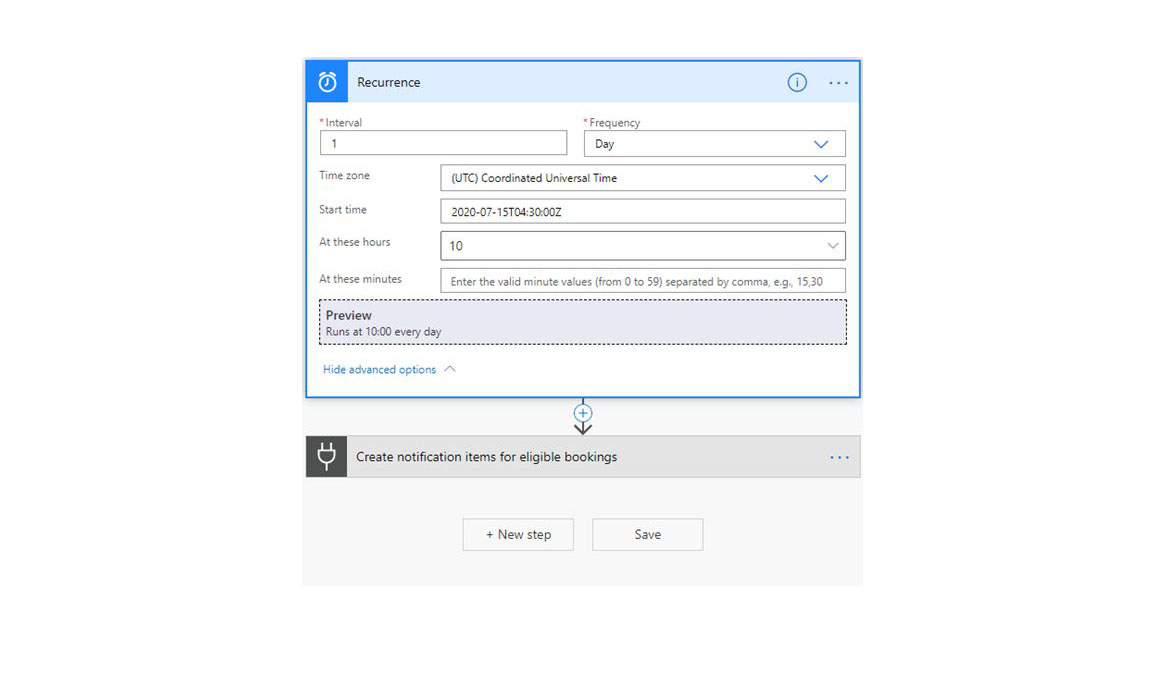 Recurrence
* Interval
* Frequency
1
Day
Time zone
(UTC) Coordinated Universal Time
Start time
2020-07-15T04:30:00Z
At these hours
10
At these minutes
Enter the valid minute values (from 0 to 59) separated by comma, e.g., 15,30
Preview
Runs at 10:00 every day
Hide advanced options
Create notification items for eligible bookings
+ New step
Save